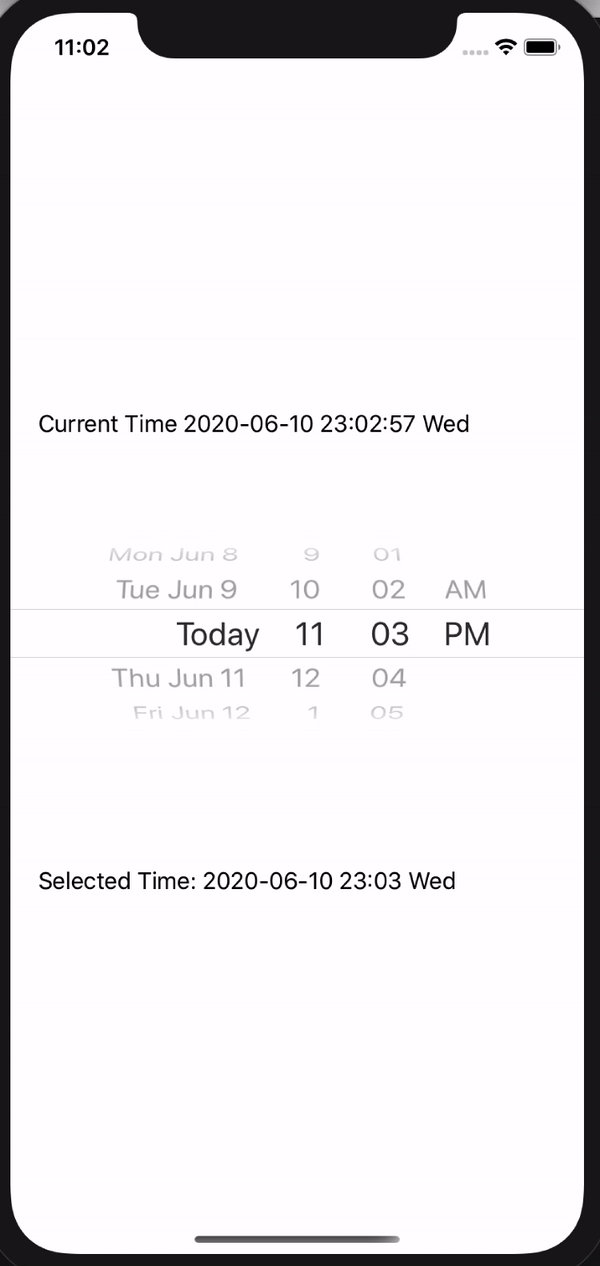 11:02
Current Time 2020-06-10 23:02:57 Wed
Mon Jun 8 9 01
Tue Jun 9 10 02 AM
Today 11 03 PM
Thu Jun 11 12 04
Fri Jun 12 1 05
Selected Time: 2020-06-10 23:03 Wed